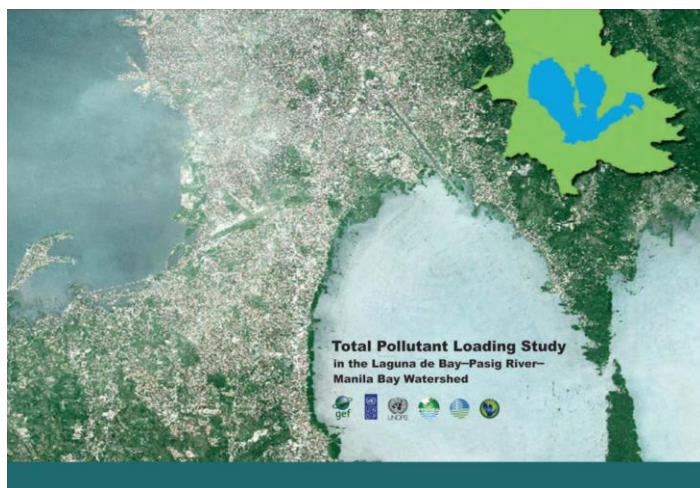 Total Pollutant Loading Study
in the Laguna de Bay–Pasig River–
Manila Bay Watershed
gef
UNOPS